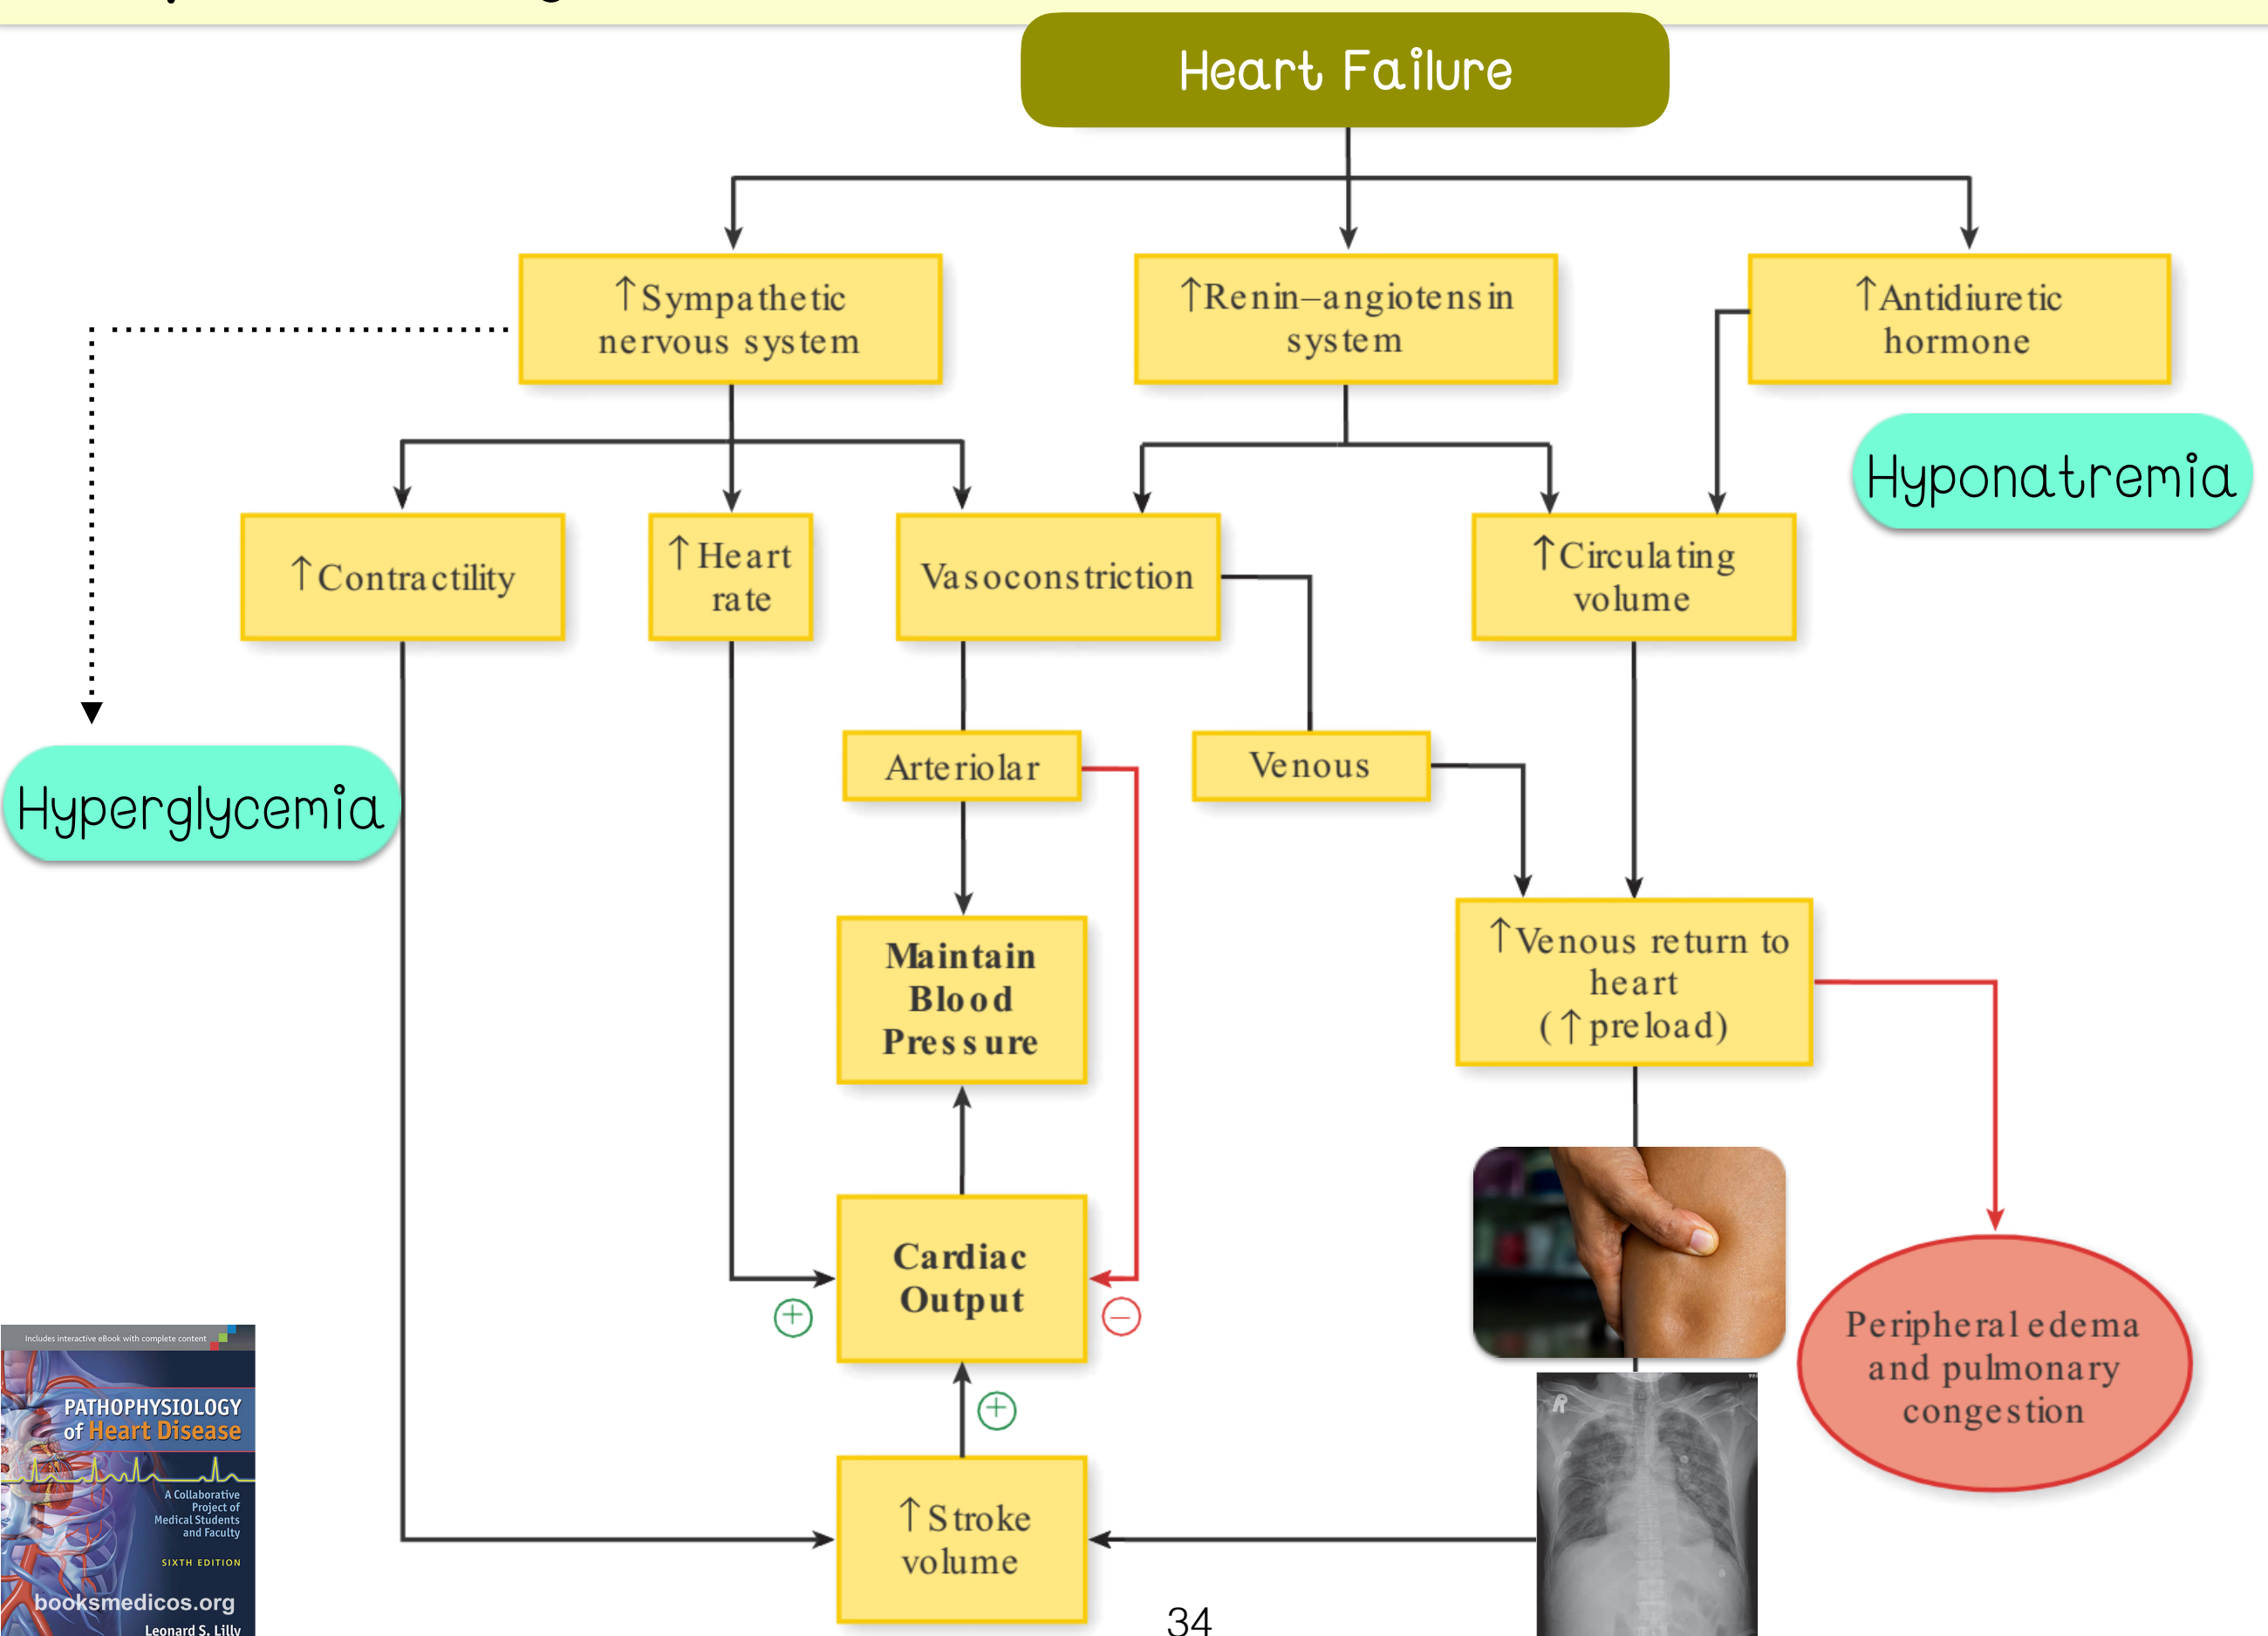 Heart Failure
↑Sympathetic
nervous system
↑Renin–angiotensin
system
↑Antidiuretic
hormone
Hyponatremia
↑Contractility
↑Heart
rate
Vasoconstriction
↑Circulating
volume
Hyperglycemia
Arteriolar
Venous
Maintain
Blood
Pressure
↑Venous return to
heart
(↑preload)
Cardiac
Output
+
−
Peripheral edema
and pulmonary
congestion
+
↑Stroke
volume
R
Includes interactive eBook with complete content
PATHOPHYSIOLOGY
of Heart Disease
A Collaborative
Project of
Medical Students
and Faculty
SIXTH EDITION
booksmedicos.org
Leonard S. Lilly
34